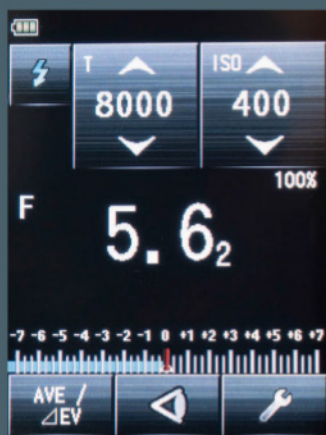 T ISO
8000 400
100%
F 5.6₂
-7 -6 -5 -4 -3 -2 -1 0 +1 +2 +3 +4 +5 +6 +7
AVE /
⊿EV